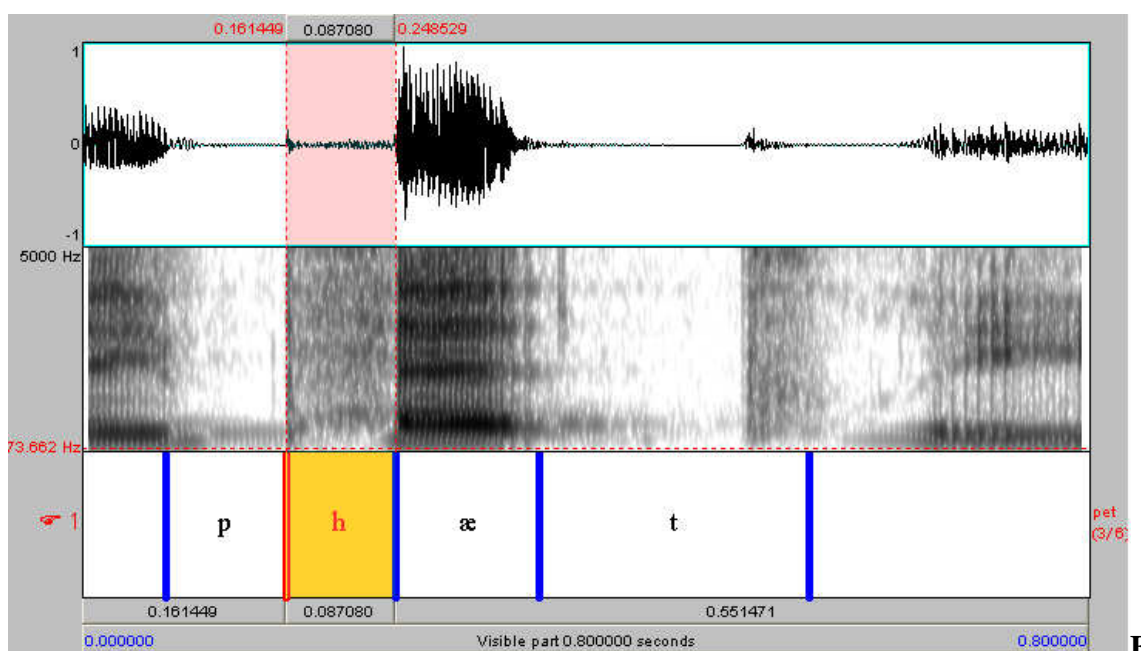 0.161449 0.087080 0.248529
1
0
-1
5000 Hz
73.662 Hz
1 p h æ t pet
(3/6)
0.161449 0.087080 0.551471
0.000000 Visible part 0.800000 seconds 0.800000